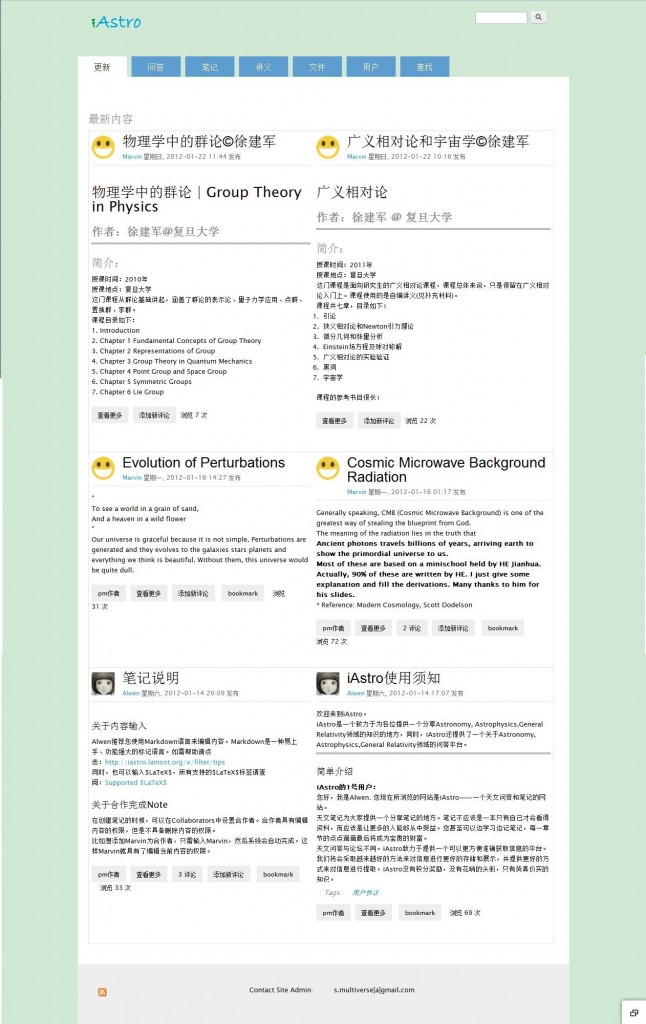 iAstro
更新 问答 笔记 讲义 文件 用户 查找
最新内容
物理学中的群论©徐建军
Marvin 星期日, 2012-01-22 11:44 发布
物理学中的群论 | Group Theory
in Physics
作者：徐建军@复旦大学
简介：
授课时间：2010年
授课地点：复旦大学
这门课程从群论基础讲起，涵盖了群论的表示论、量子力学应用、点群、
置换群、李群。
课程目录如下：
1. Introduction
2. Chapter 1 Fundamental Concepts of Group Theory
3. Chapter 2 Representations of Group
4. Chapter 3 Group Theory in Quantum Mechanics
5. Chapter 4 Point Group and Space Group
6. Chapter 5 Symmetric Groups
7. Chapter 6 Lie Group
查看更多 添加新评论 浏览 7 次
广义相对论和宇宙学©徐建军
Marvin 星期日, 2012-01-22 10:16 发布
广义相对论
作者：徐建军 @ 复旦大学
简介：
授课时间：2011年
授课地点：复旦大学
这门课程是面向研究生的广义相对论课程，课程总体来说，只是停留在广义相对
论入门上。课程使用的是自编讲义(见补充材料)。
课程共七章，目录如下：
1. 引论
2. 狭义相对论和Newton引力理论
3. 微分几何和张量分析
4. Einstein场方程及球对称解
5. 广义相对论的实验验证
6. 黑洞
7. 宇宙学
课程的参考书目很长：
查看更多 添加新评论 浏览 22 次
Evolution of Perturbations
Marvin 星期一, 2012-01-16 14:27 发布
"
To see a world in a grain of sand,
And a heaven in a wild flower
"
Our universe is graceful because it is not simple. Perturbations are
generated and they evolves to the galaxies stars planets and
everything we think is beautiful. Without them, this universe would
be quite dull.
pm作者 查看更多 添加新评论 bookmark 浏览
31 次
Cosmic Microwave Background
Radiation
Marvin 星期一, 2012-01-16 01:17 发布
Generally speaking, CMB (Cosmic Microwave Background) is one of the
greatest way of stealing the blueprint from God.
The meaning of the radiation lies in the truth that
Ancient photons travels billions of years, arriving earth to
show the primordial universe to us.
Most of these are based on a minischool held by HE Jianhua.
Actually, 90% of these are written by HE. I just give some
explanation and fill the derivations. Many thanks to him for
his slides.
* Reference: Modern Cosmology, Scott Dodelson
pm作者 查看更多 2 评论 添加新评论 bookmark
浏览 72 次
笔记说明
Alwen 星期六, 2012-01-14 20:09 发布
关于内容输入
Alwen推荐您使用Markdown语言来编辑内容。Markdown是一种易上
手、功能强大的标记语言。如需帮助请点
击：http://iastro.lamost.org/x/filter/tips
同时，也可以输入$LaTeX$，所有支持的$LaTeX$标签请查
阅：Supported $LaTeX$
关于合作完成Note
在创建笔记的时候，可以在Collaborators中设置合作者。合作者具有编辑
内容的权限，但是不具备删除内容的权限。
比如想添加Marvin为合作者，只需输入Marvin，然后系统会自动完成。这
样Marvin就具有了编辑当前内容的权限。
pm作者 查看更多 3 评论 添加新评论 bookmark
浏览 33 次
iAstro使用须知
Alwen 星期六, 2012-01-14 17:07 发布
欢迎来到iAstro。
iAstro是一个致力于为各位提供一个分享Astronomy, Astrophysics,General
Relativity领域的知识的地方，同时，iAstro还提供了一个关于Astronomy,
Astrophysics,General Relativity领域的问答平台。
简单介绍
iAstro的1号用户：
您好，我是Alwen. 您现在所浏览的网站是iAstro——一个天文问答和笔记的网
站。
天文笔记为大家提供一个分享笔记的地方。笔记不应该是一本只有自己才会看得
资料，而应该是让更多的人能够从中受益。您甚至可以边学习边记笔记，每一章
节的点点滴滴最后将成为宝贵的财富。
天文问答与论坛不同，iAstro致力于提供一个可以更方便准确获取信息的平台。
我们将会采取越来越好的方法来对信息进行更好的存储和展示，并提供更好的方
式来对信息进行提取。iAstro没有积分奖励，没有花哨的头衔，只有货真价实的
知识。
Tags: 用户协议
pm作者 查看更多 bookmark 浏览 69 次
Contact Site Admin: s.multiverse[a]gmail.com